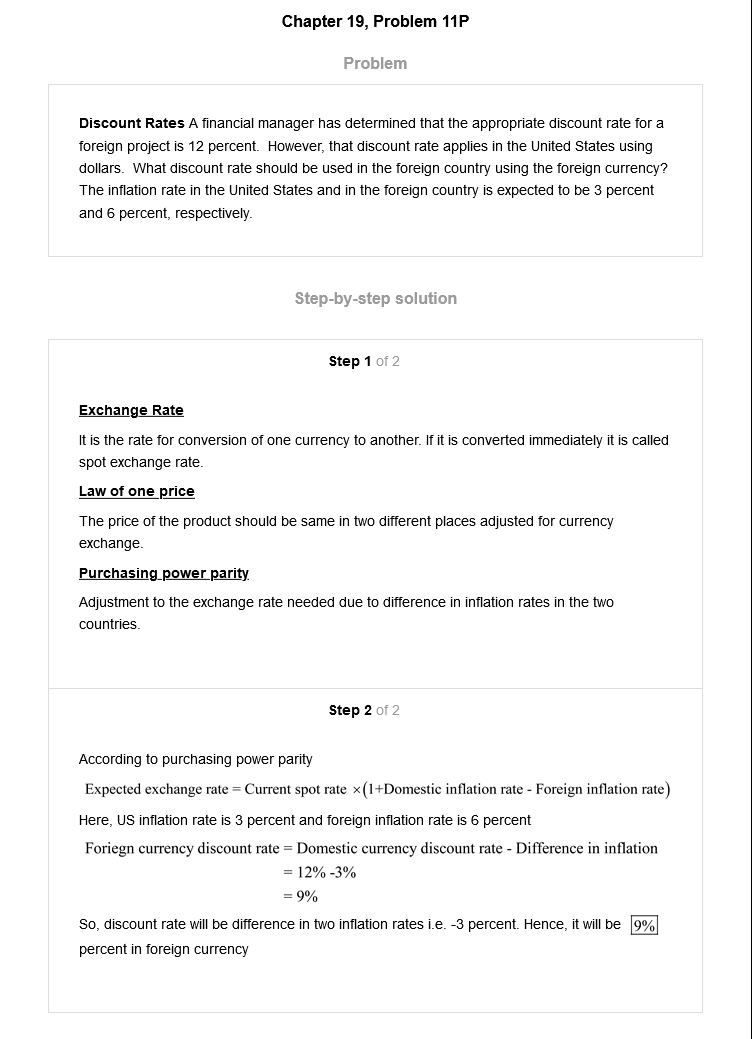 Chapter 19, Problem 11P
Problem
Discount Rates A financial manager has determined that the appropriate discount rate for a
foreign project is 12 percent. However, that discount rate applies in the United States using
dollars. What discount rate should be used in the foreign country using the foreign currency?
The inflation rate in the United States and in the foreign country is expected to be 3 percent
and 6 percent, respectively.
Step-by-step solution
Step 1 of 2
Exchange Rate
It is the rate for conversion of one currency to another. If it is converted immediately it is called
spot exchange rate.
Law of one price
The price of the product should be same in two different places adjusted for currency
exchange.
Purchasing power parity
Adjustment to the exchange rate needed due to difference in inflation rates in the two
countries.
Step 2 of 2
According to purchasing power parity
Expected exchange rate = Current spot rate ×(1+Domestic inflation rate - Foreign inflation rate)
Here, US inflation rate is 3 percent and foreign inflation rate is 6 percent
Foriegn currency discount rate = Domestic currency discount rate - Difference in inflation
= 12% -3%
= 9%
So, discount rate will be difference in two inflation rates i.e. -3 percent. Hence, it will be 9%
percent in foreign currency